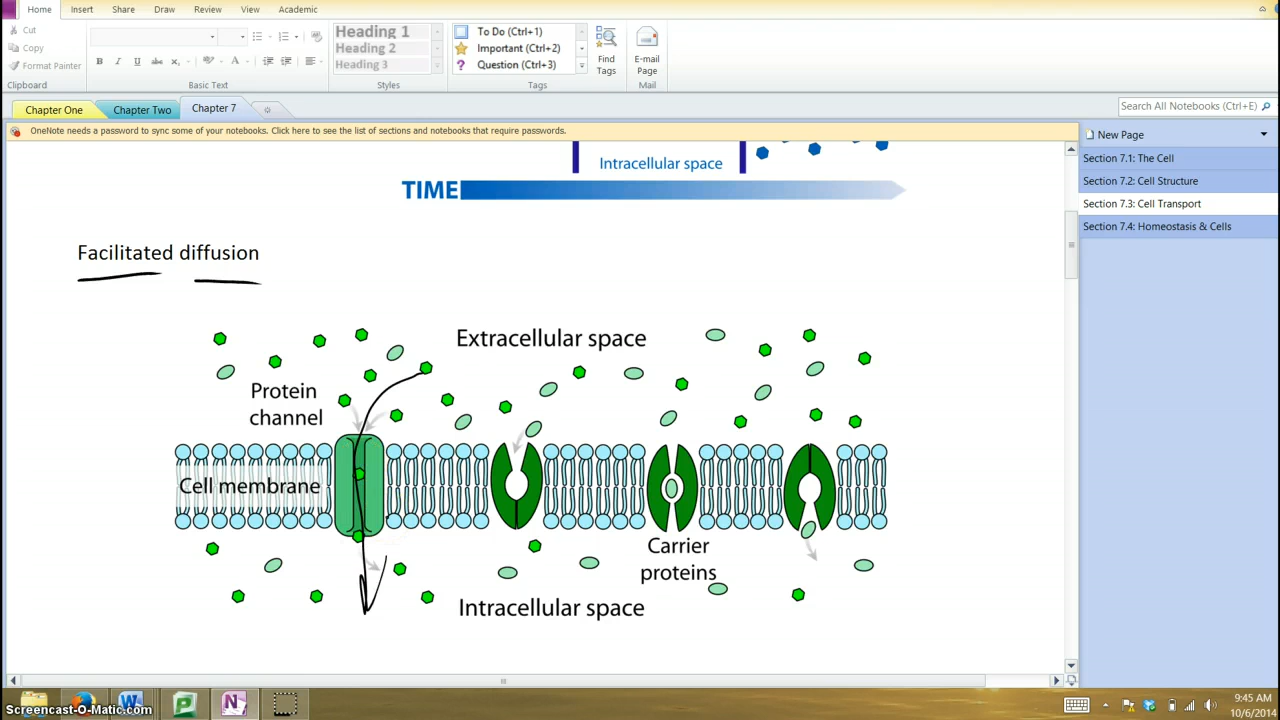 Home Insert Share Draw Review View Academic
Cut
Copy
Format Painter
Clipboard
Basic Text
Heading 1
Heading 2
Heading 3
Styles
To Do (Ctrl+1)
Important (Ctrl+2)
Question (Ctrl+3)
Tags
Find
Tags
E-mail
Page
Mail
Chapter One Chapter Two Chapter 7
Search All Notebooks (Ctrl+E)
OneNote needs a password to sync some of your notebooks. Click here to see the list of sections and notebooks that require passwords.
New Page
Section 7.1: The Cell
Section 7.2: Cell Structure
Section 7.3: Cell Transport
Section 7.4: Homeostasis & Cells
Intracellular space
TIME
Facilitated diffusion
Extracellular space
Protein
channel
Cell membrane
Carrier
proteins
Intracellular space
Screencast-O-Matic.com
9:45 AM
10/6/2014